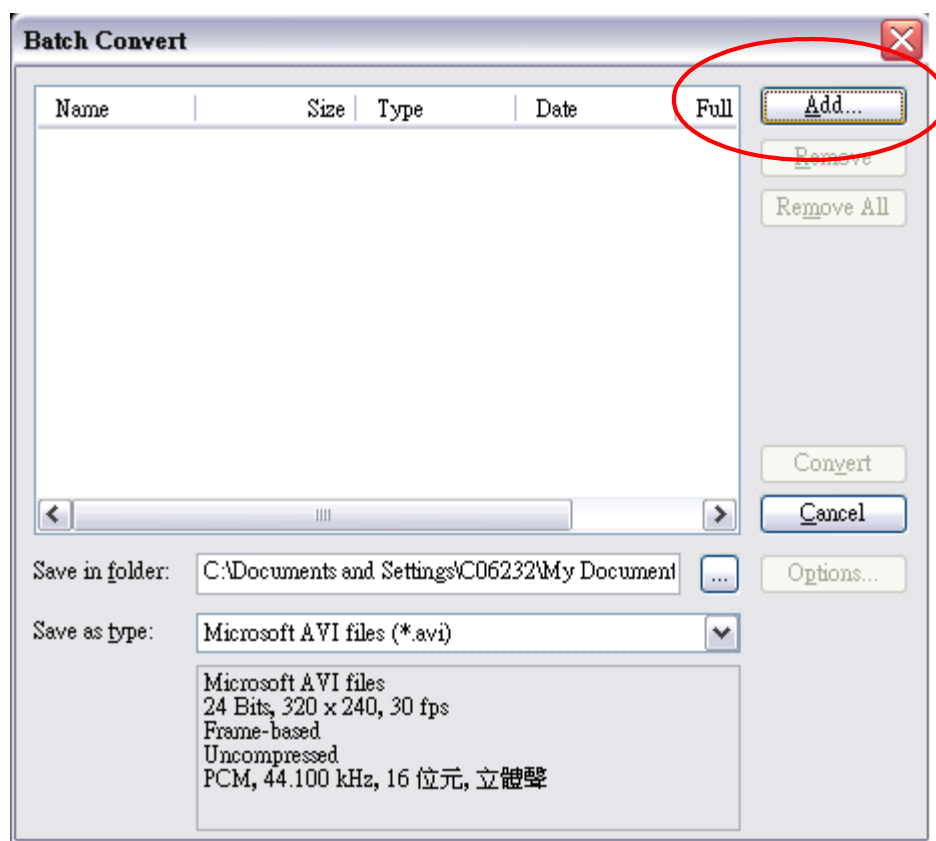 Batch Convert
Name Size Type Date Full
Add...
Remove
Remove All
Convert
Cancel
Save in folder: C:\Documents and Settings\C06232\My Document ... Options...
Save as type: Microsoft AVI files (*.avi)
Microsoft AVI files
24 Bits, 320 x 240, 30 fps
Frame-based
Uncompressed
PCM, 44.100 kHz, 16 位元, 立體聲